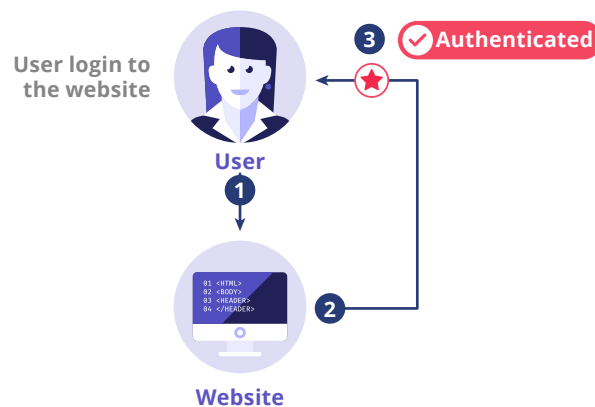 3
Authenticated
User login to
the website
User
1
01 <HTML>
02 <BODY>
03 <HEADER>
04 </HEADER>
2
Website